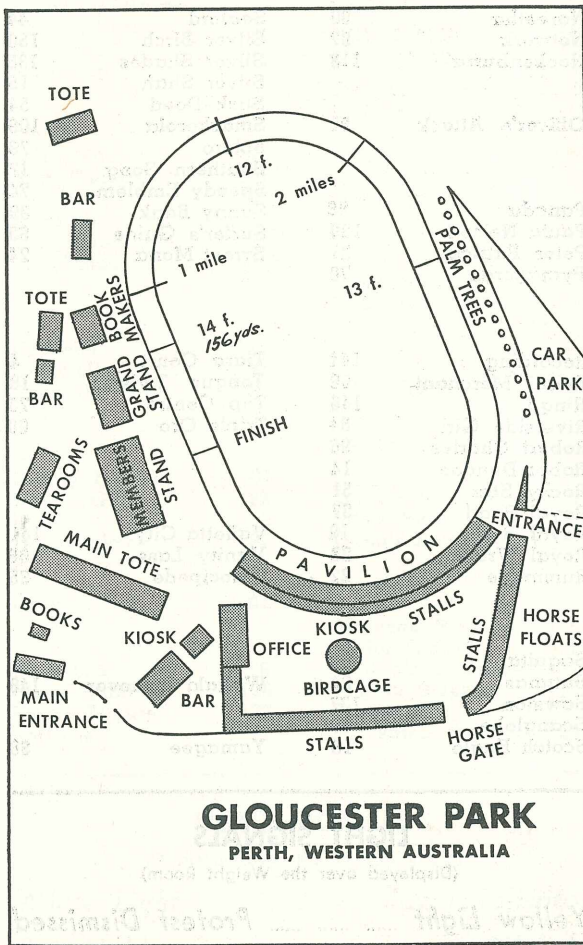 TOTE
BAR
TOTE
BOOK
MAKERS
BAR
GRAND
STAND
TEAROOMS
MEMBERS
STAND
MAIN TOTE
BOOKS
MAIN
ENTRANCE
KIOSK
BAR
12 f.
2 miles
1 mile
13 f.
14 f.
156 yds.
FINISH
PALM TREES
CAR
PARK
ENTRANCE
PAVILION
STALLS
OFFICE
KIOSK
BIRDCAGE
STALLS
STALLS
HORSE
FLOATS
HORSE
GATE
GLOUCESTER PARK
PERTH, WESTERN AUSTRALIA